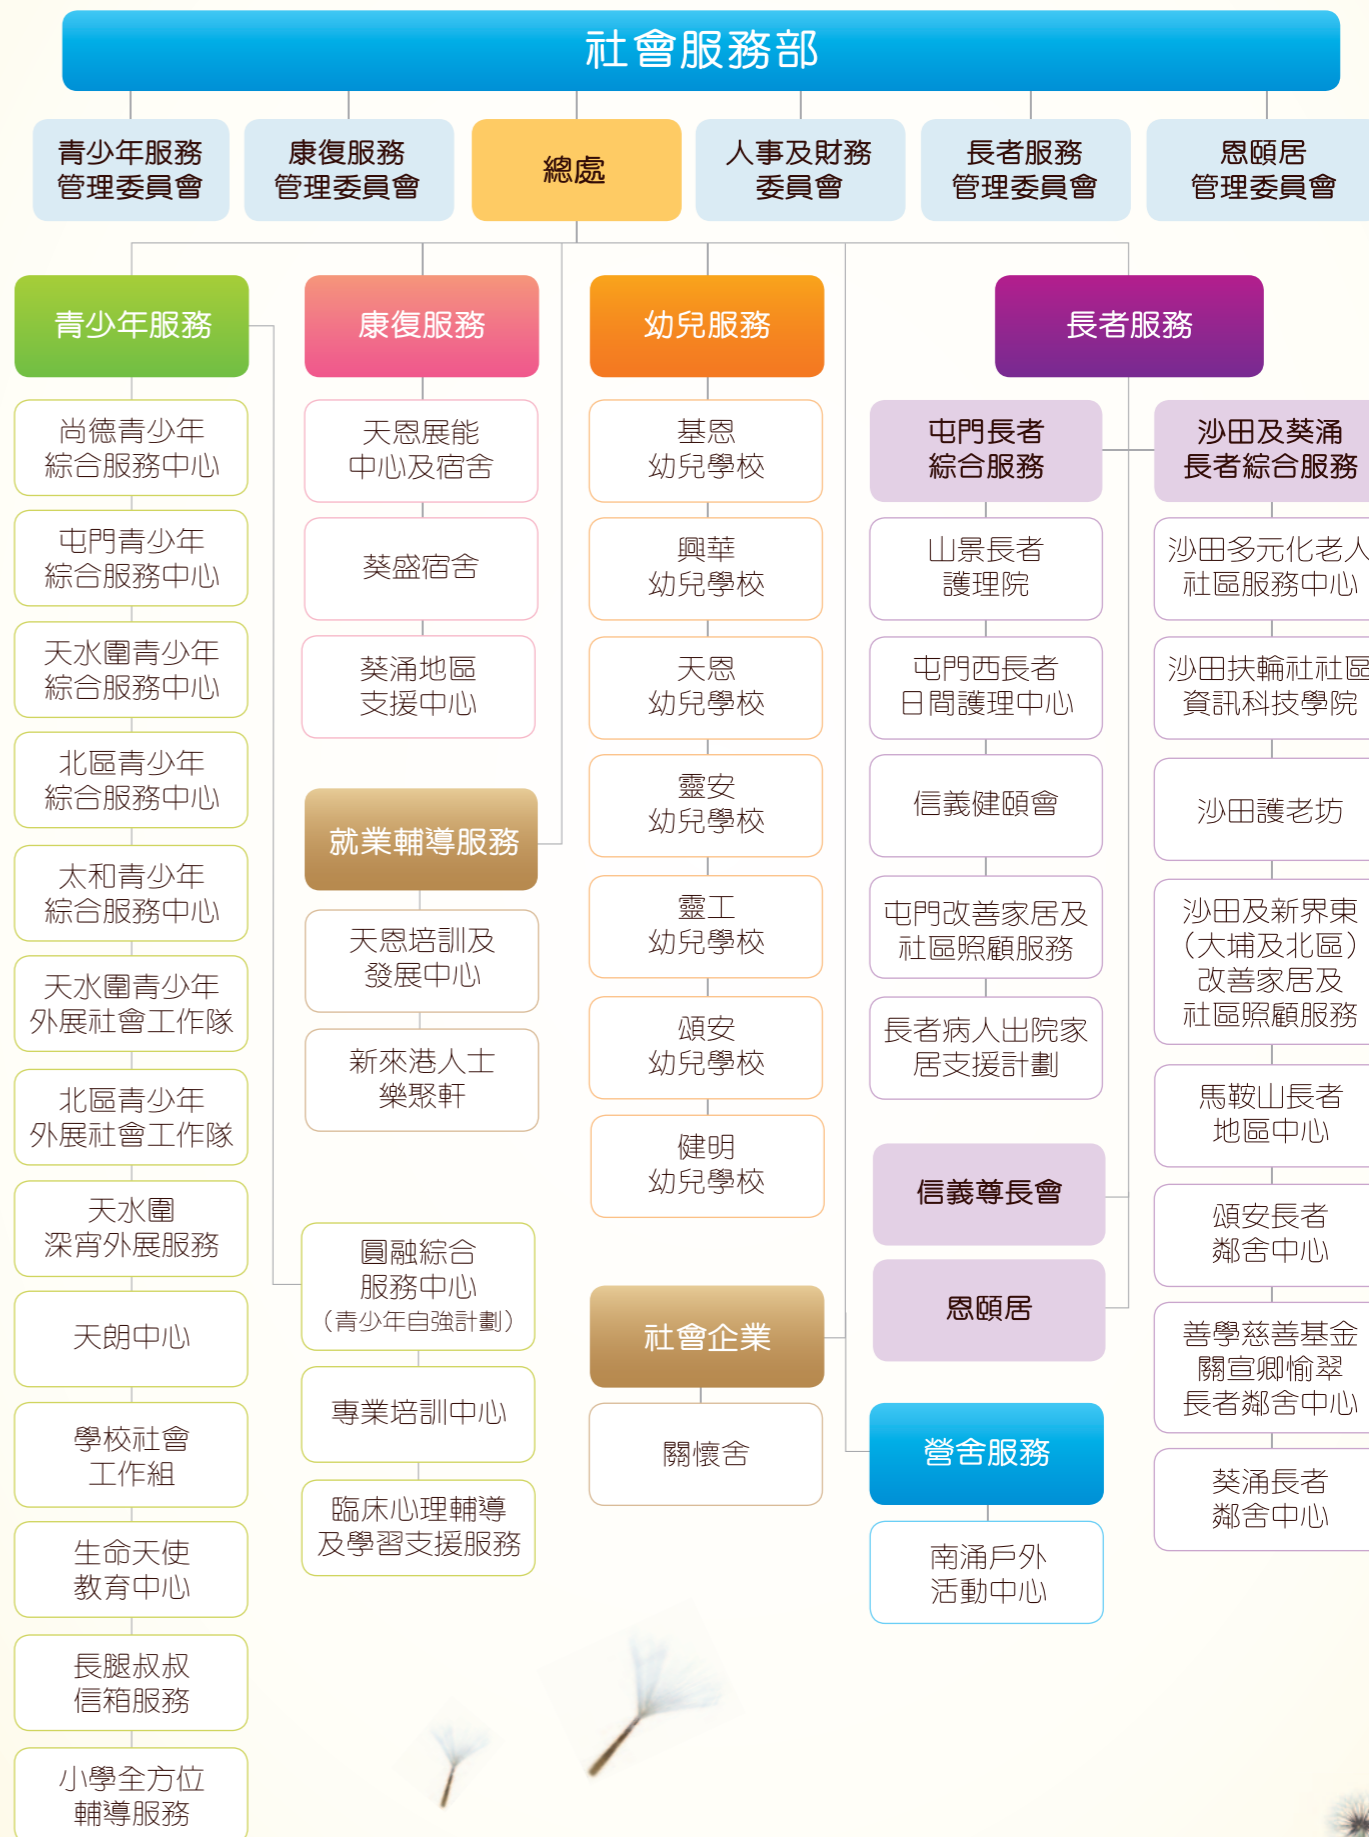 社會服務部
青少年服務
管理委員會
康復服務
管理委員會
總處
人事及財務
委員會
長者服務
管理委員會
恩頤居
管理委員會
青少年服務
尚德青少年
綜合服務中心
屯門青少年
綜合服務中心
天水圍青少年
綜合服務中心
北區青少年
綜合服務中心
太和青少年
綜合服務中心
天水圍青少年
外展社會工作隊
北區青少年
外展社會工作隊
天水圍
深宵外展服務
天朗中心
學校社會
工作組
生命天使
教育中心
長腿叔叔
信箱服務
小學全方位
輔導服務
圓融綜合
服務中心
（青少年自強計劃）
專業培訓中心
臨床心理輔導
及學習支援服務
康復服務
天恩展能
中心及宿舍
葵盛宿舍
葵涌地區
支援中心
就業輔導服務
天恩培訓及
發展中心
新來港人士
樂聚軒
幼兒服務
基恩
幼兒學校
興華
幼兒學校
天恩
幼兒學校
靈安
幼兒學校
靈工
幼兒學校
頌安
幼兒學校
健明
幼兒學校
社會企業
關懷舍
長者服務
屯門長者
綜合服務
山景長者
護理院
屯門西長者
日間護理中心
信義健頤會
屯門改善家居及
社區照顧服務
長者病人出院家
居支援計劃
信義尊長會
恩頤居
營舍服務
南涌戶外
活動中心
沙田及葵涌
長者綜合服務
沙田多元化老人
社區服務中心
沙田扶輪社社區
資訊科技學院
沙田護老坊
沙田及新界東
（大埔及北區）
改善家居及
社區照顧服務
馬鞍山長者
地區中心
頌安長者
鄰舍中心
善學慈善基金
關宣卿愉翠
長者鄰舍中心
葵涌長者
鄰舍中心